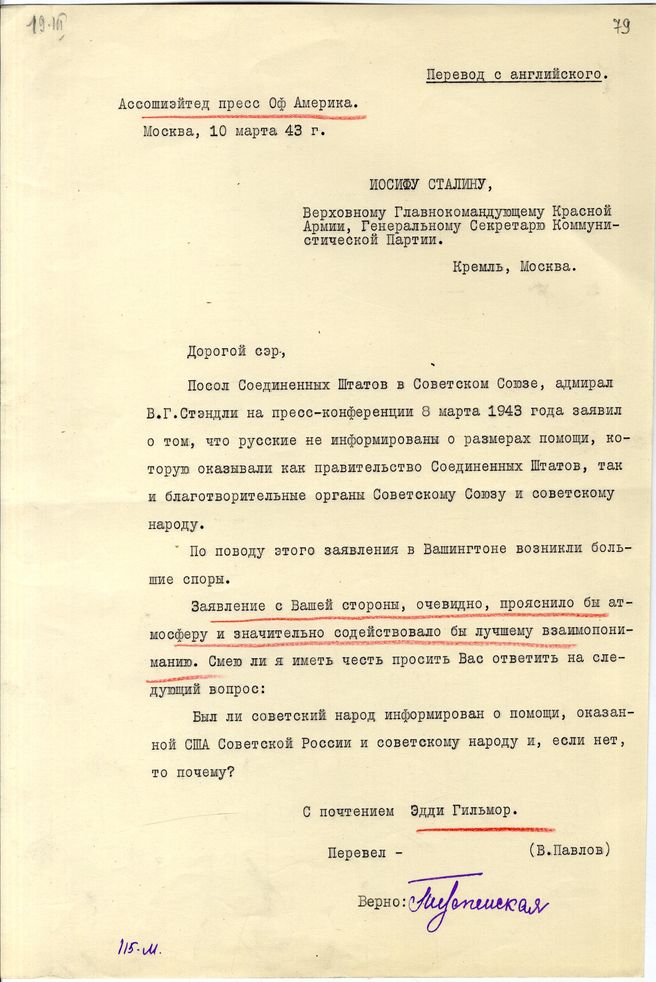 19.III
79
Перевод с английского.
Ассошиэйтед пресс Оф Америка.
Москва, 10 марта 43 г.
ИОСИФУ СТАЛИНУ,
Верховному Главнокомандующему Красной
Армии, Генеральному Секретарю Коммуни-
стической Партии.
Кремль, Москва.
Дорогой сэр,
Посол Соединенных Штатов в Советском Союзе, адмирал
В.Г.Стэндли на пресс-конференции 8 марта 1943 года заявил
о том, что русские не информированы о размерах помощи, ко-
торую оказывали как правительство Соединенных Штатов, так
и благотворительные органы Советскому Союзу и советскому
народу.
По поводу этого заявления в Вашингтоне возникли боль-
шие споры.
Заявление с Вашей стороны, очевидно, прояснило бы ат-
мосферу и значительно содействовало бы лучшему взаимопони-
манию. Смею ли я иметь честь просить Вас ответить на сле-
дующий вопрос:
Был ли советский народ информирован о помощи, оказан-
ной США Советской России и советскому народу и, если нет,
то почему?
С почтением Эдди Гильмор.
Перевел - (В.Павлов)
Верно:
115-м.